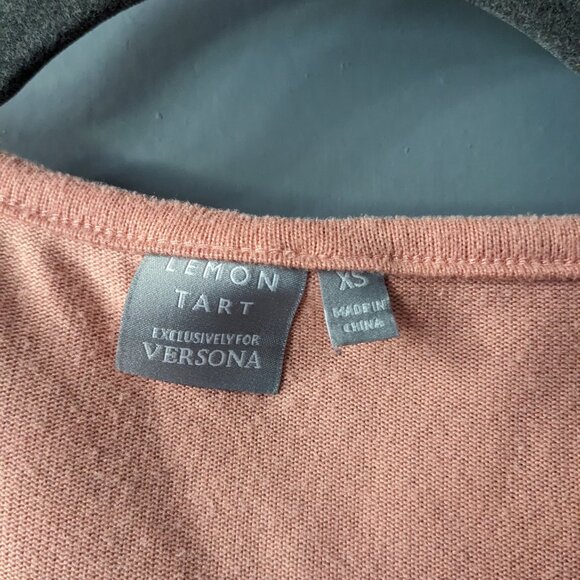 LEMON
TART
EXCLUSIVELY FOR
VERSONA
XS
MADE IN
CHINA